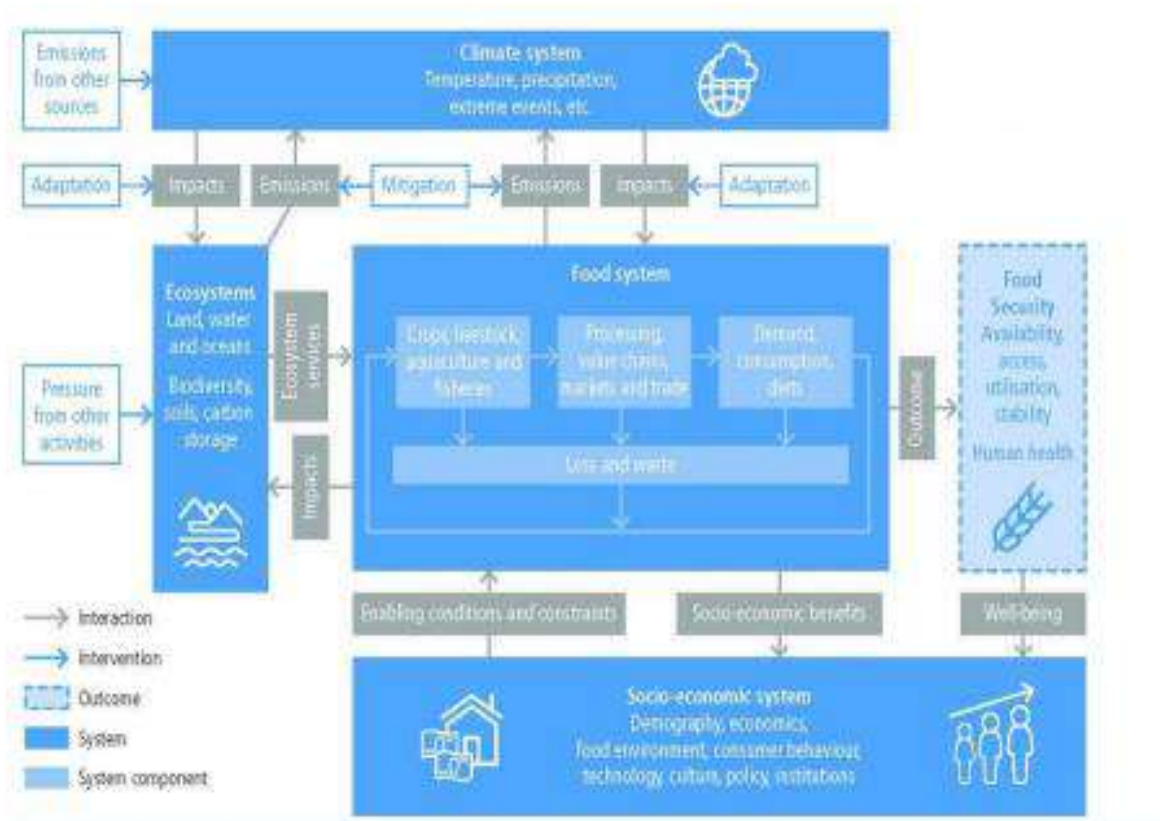 Emissions
from other
sources
Climate system
Temperature, precipitation,
extreme events, etc.
Adaptation
Impacts
Emissions
Mitigation
Emissions
Impacts
Adaptation
Ecosystems
Land, water
and oceans
Biodiversity,
soils, carbon
storage
Pressure
from other
activities
Ecosystem
services
Impacts
Food system
Crops, livestock,
aquaculture and
fisheries
Processing,
value chains,
markets and trade
Demand,
consumption,
diets
Loss and waste
Outcome
Food
Security
Availability,
access,
utilisation,
stability
Human health
Enabling conditions and constraints
Socio-economic benefits
Well-being
Socio-economic system
Demography, economics,
food environment, consumer behaviour,
technology, culture, policy, institutions
Interaction
Intervention
Outcome
System
System component